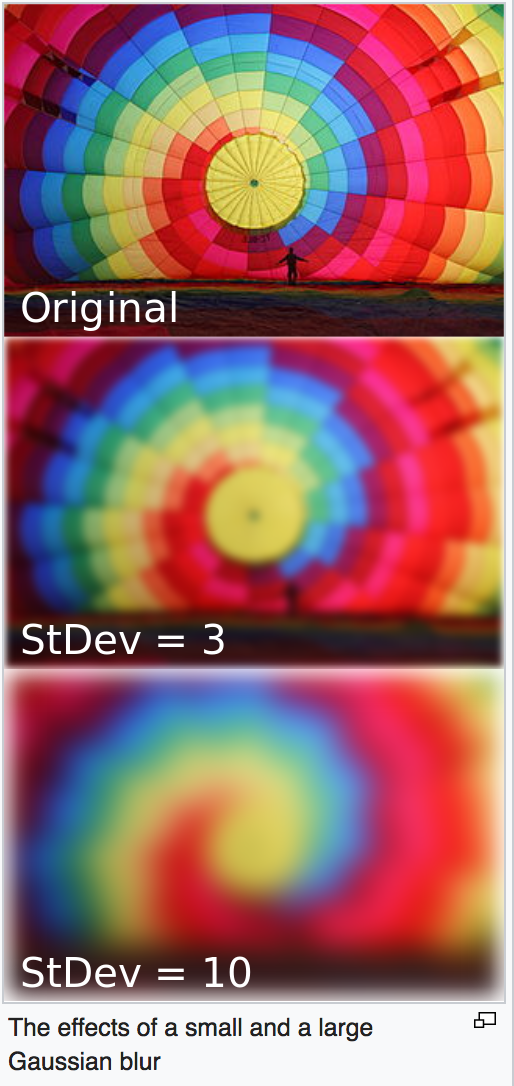 Original
StDev = 3
StDev = 10
The effects of a small and a large
Gaussian blur